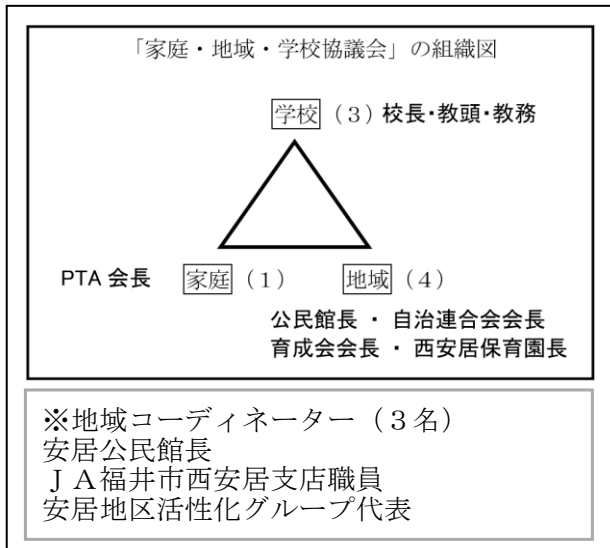 「家庭・地域・学校協議会」の組織図
学校（３）校長・教頭・教務
PTA 会長 家庭（１） 地域（４）
公民館長 ・ 自治連合会会長
育成会会長 ・ 西安居保育園長
※地域コーディネーター（３名）
安居公民館長
ＪＡ福井市西安居支店職員
安居地区活性化グループ代表